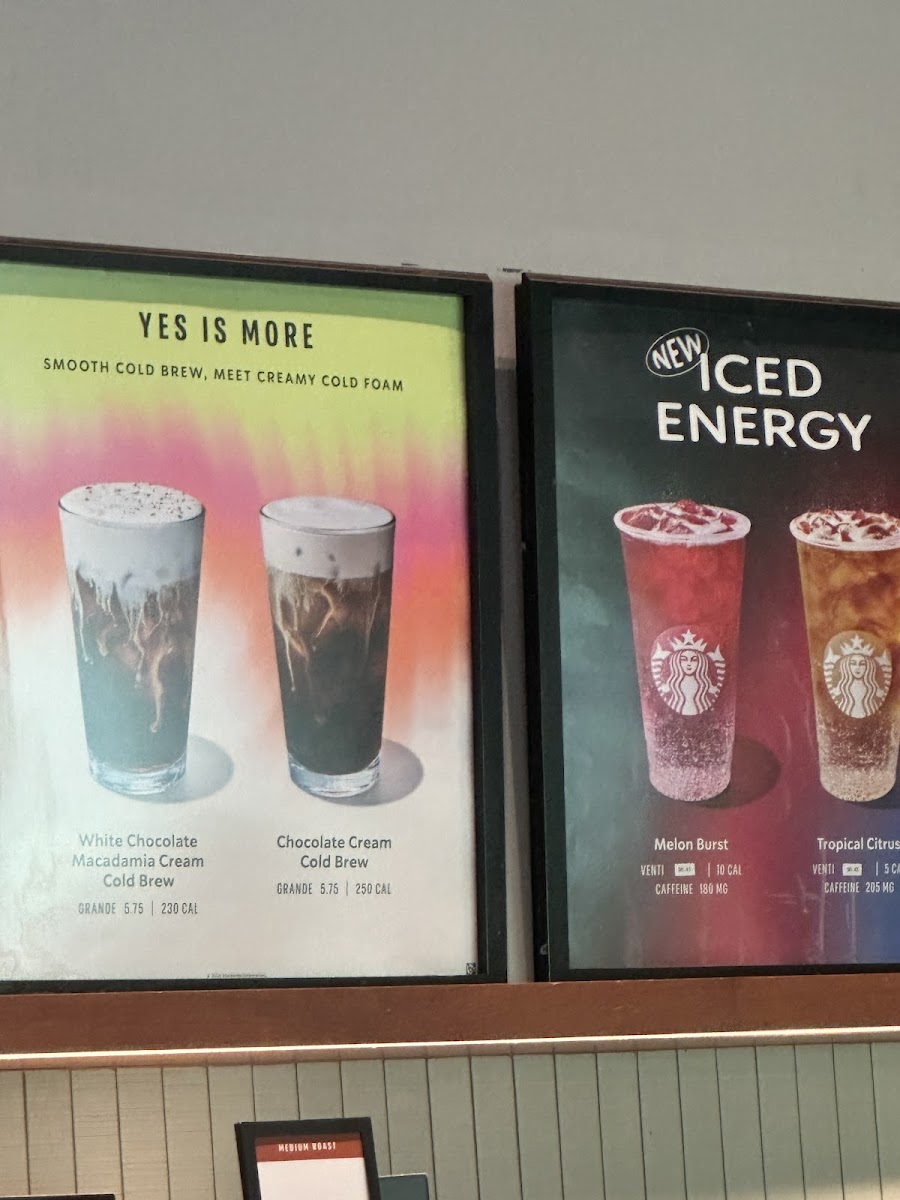 YES IS MORE
SMOOTH COLD BREW, MEET CREAMY COLD FOAM
White Chocolate
Macadamia Cream
Cold Brew
GRANDE 5.75 | 230 CAL
Chocolate Cream
Cold Brew
GRANDE 5.75 | 250 CAL
NEW
ICED
ENERGY
Melon Burst
VENTI | 10 CAL
CAFFEINE 180 MG
Tropical Citrus
VENTI | 5
CAFFEINE 205 MG
MEDIUM ROAST